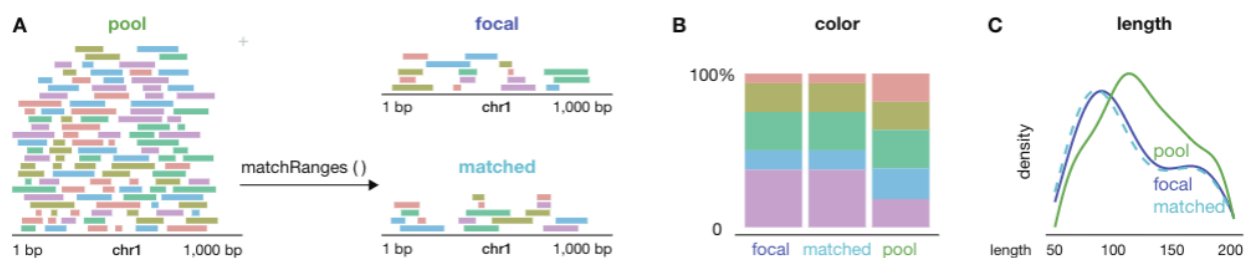 A
pool
+
focal
1 bp chr1 1,000 bp
matchRanges ( )
matched
1 bp chr1 1,000 bp
1 bp chr1 1,000 bp
B
color
100%
0
focal matched pool
C
length
density
pool
focal
matched
length 50 100 150 200